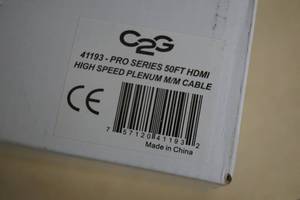 C2G
41193 - PRO SERIES 50FT HDMI
HIGH SPEED PLENUM M/M CABLE
CE
7 57120 41193 2
Made in China